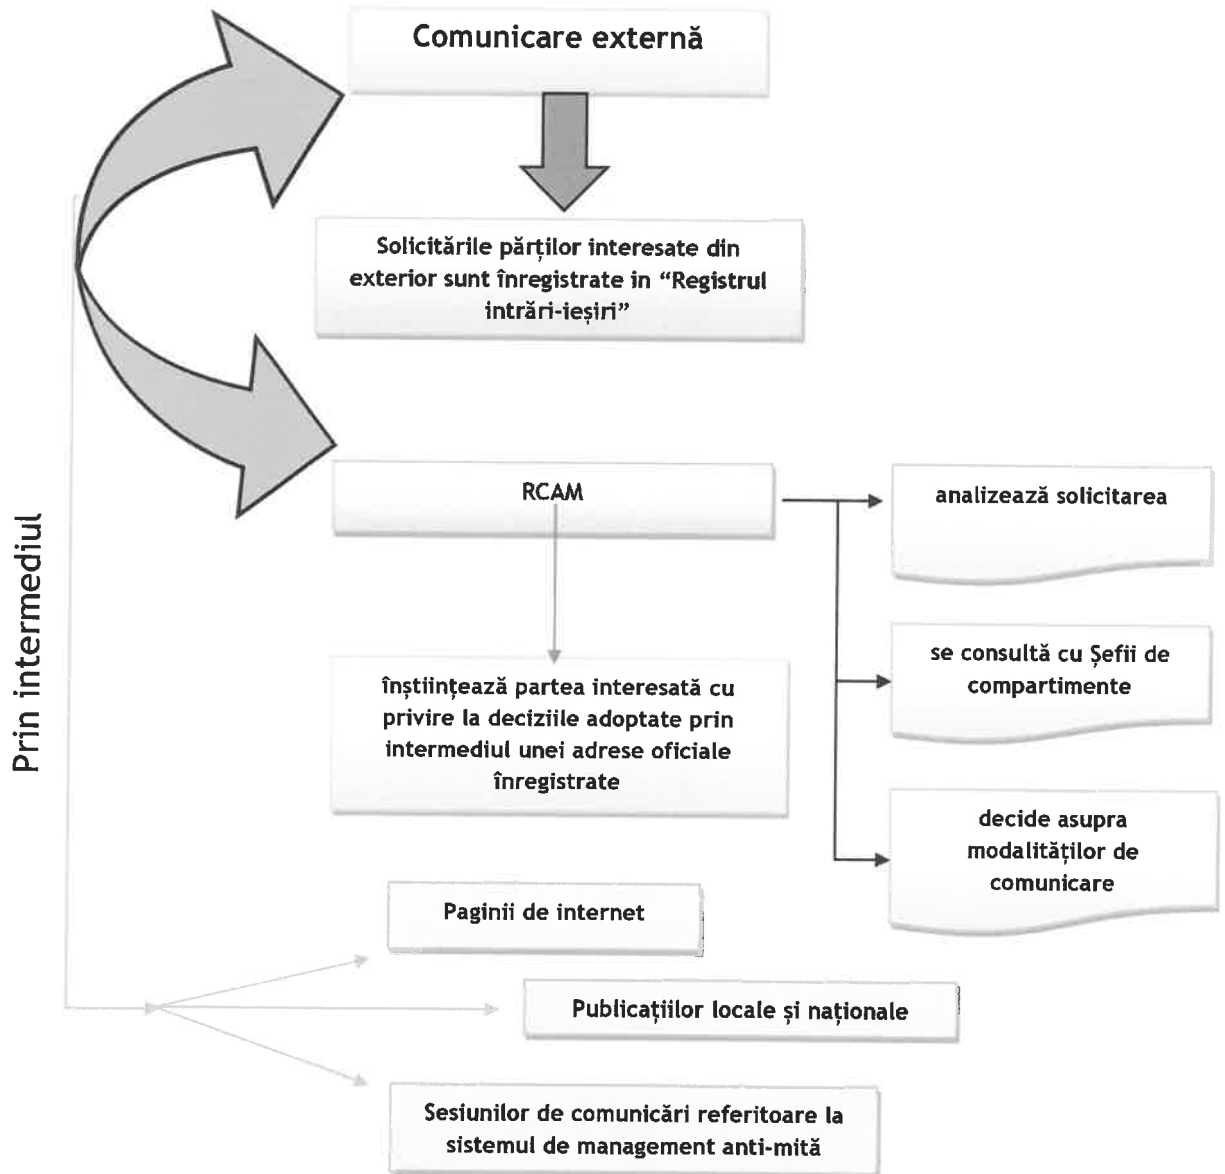 Comunicare externă
Solicitările părților interesate din
exterior sunt înregistrate in “Registrul
intrări-ieșiri”
RCAM
analizează solicitarea
se consultă cu Șefii de
compartimente
înștiințează partea interesată cu
privire la deciziile adoptate prin
intermediul unei adrese oficiale
înregistrate
decide asupra
modalităților de
comunicare
Prin intermediul
Paginii de internet
Publicațiilor locale și naționale
Sesiunilor de comunicări referitoare la
sistemul de management anti-mită